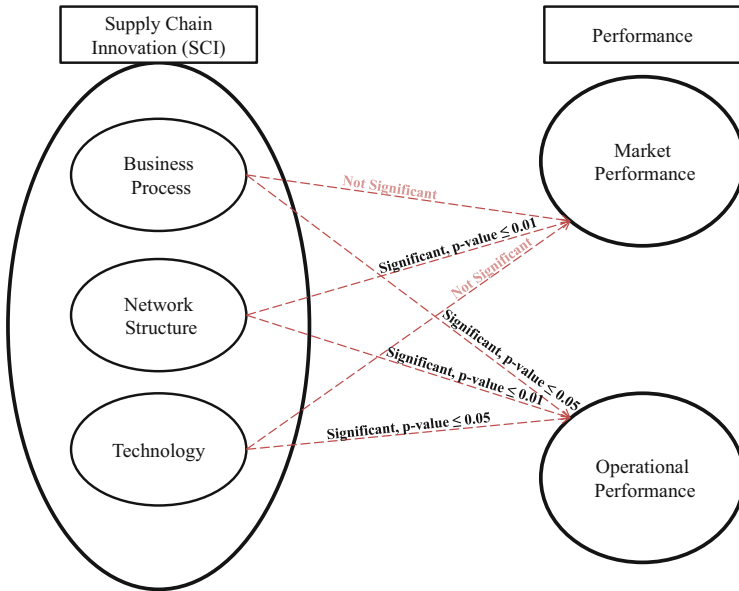 Supply Chain
Innovation (SCI)
Performance
Business
Process
Market
Performance
Not Significant
Significant, p-value ≤ 0.01
Not Significant
Network
Structure
Significant, p-value ≤ 0.05
Significant, p-value ≤ 0.01
Significant, p-value ≤ 0.05
Technology
Operational
Performance